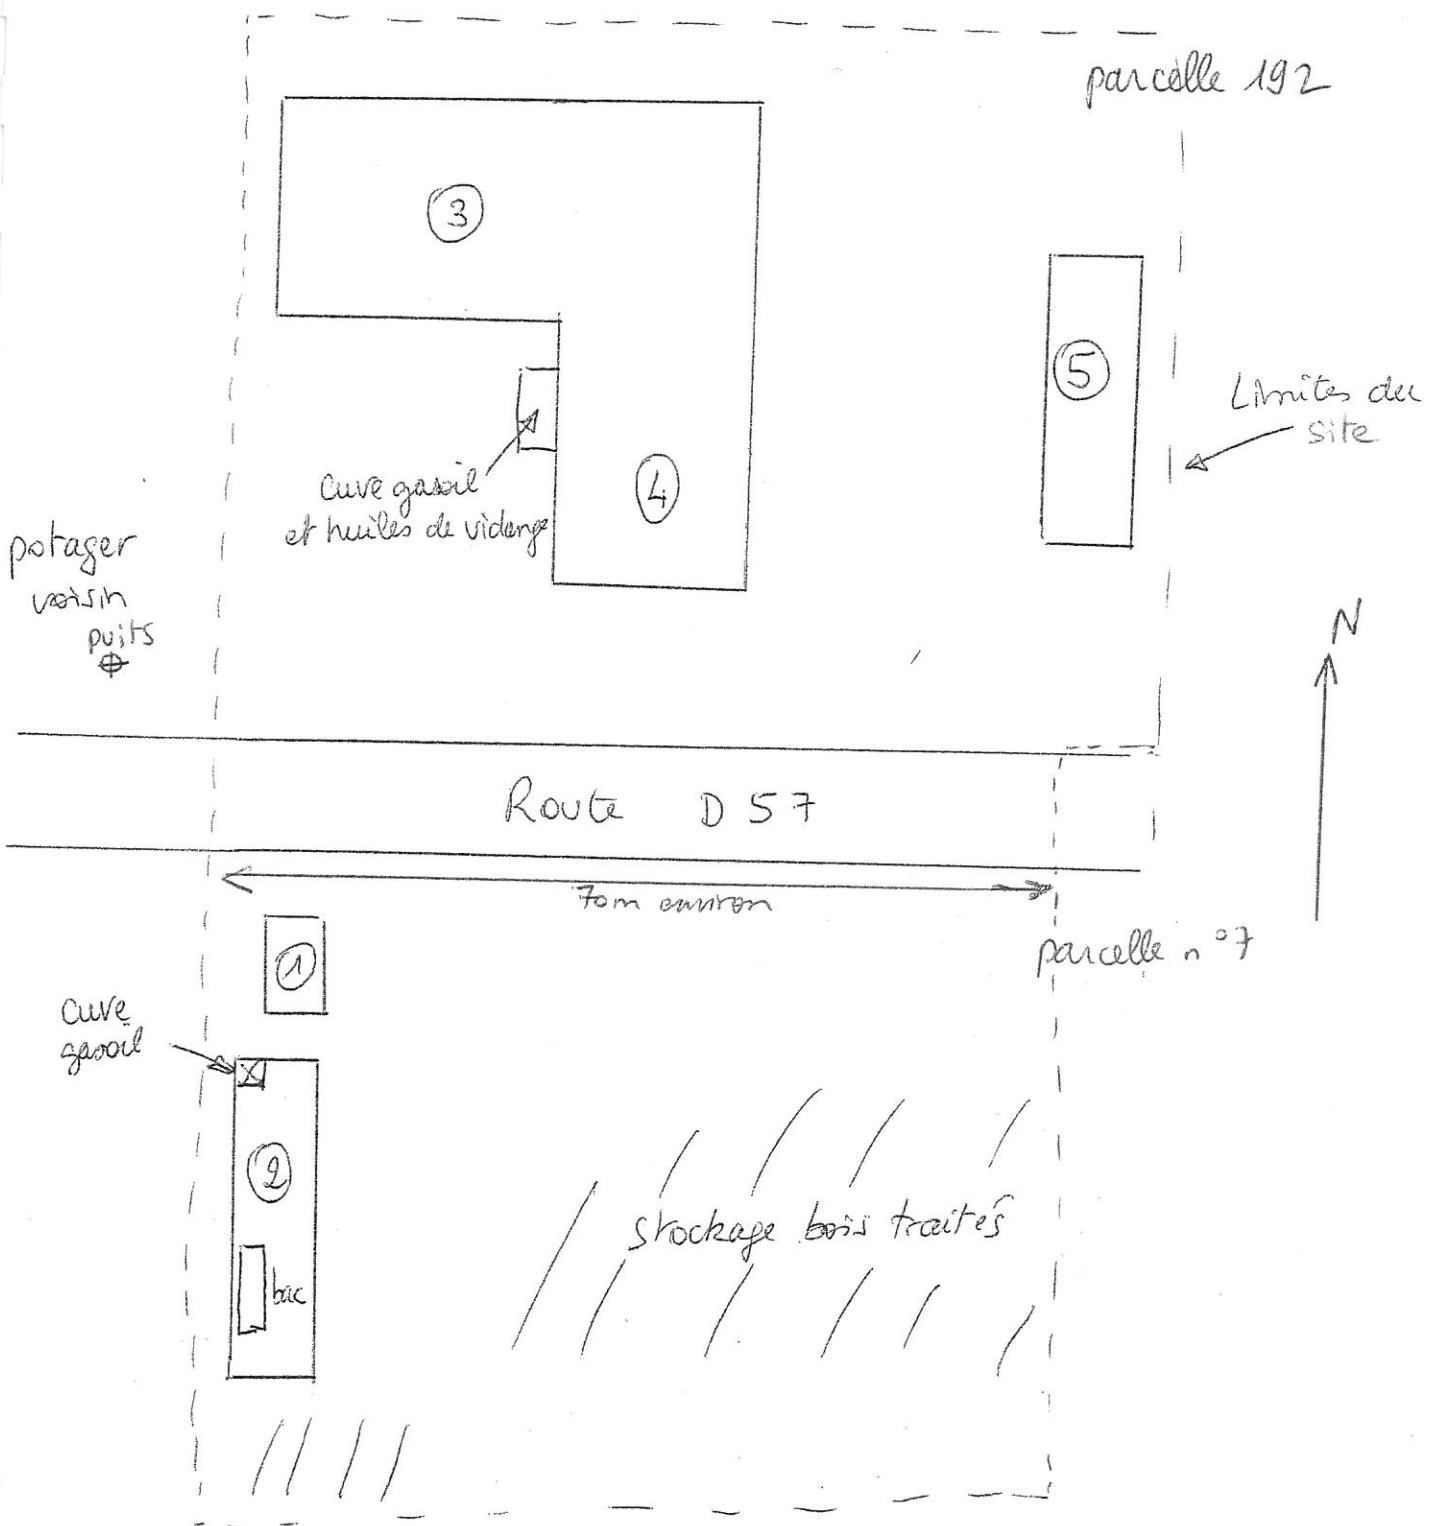 parcelle 192
3
5
Limites du
site
cuve gasoil
et huiles de vidange
4
potager
voisin
puits
N
Route D 57
70m environ
parcelle n°7
1
cuve
gasoil
2
bac
stockage bois traités